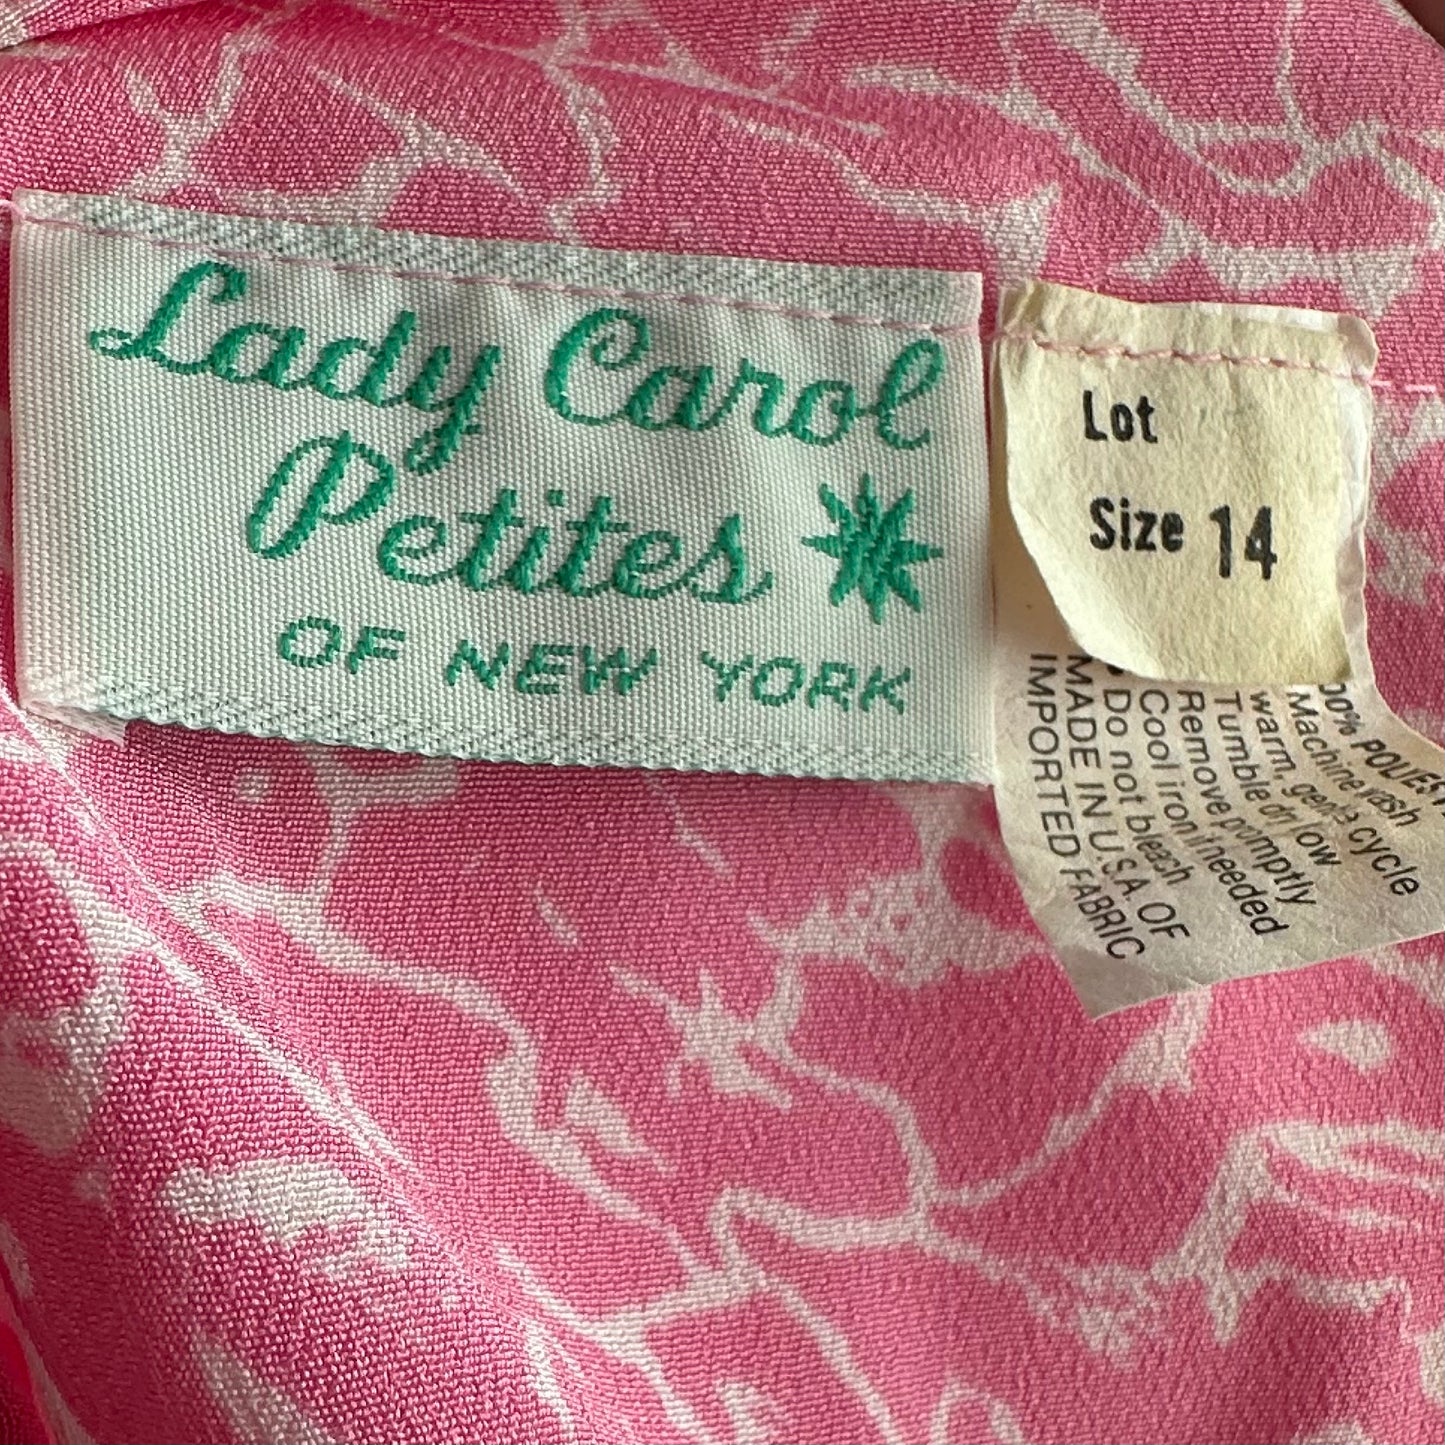 Lady Carol
Petites
OF NEW YORK
Lot
Size 14
Machine wash
warm, gentle cycle
Tumble dry low
Remove promptly
Cool iron if needed
Do not bleach
MADE IN U.S.A. OF
IMPORTED FABRIC